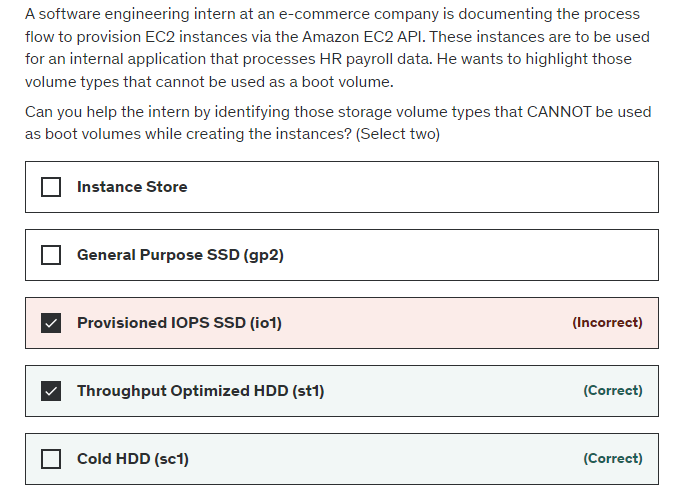 A software engineering intern at an e-commerce company is documenting the process
flow to provision EC2 instances via the Amazon EC2 API. These instances are to be used
for an internal application that processes HR payroll data. He wants to highlight those
volume types that cannot be used as a boot volume.
Can you help the intern by identifying those storage volume types that CANNOT be used
as boot volumes while creating the instances? (Select two)
Instance Store
General Purpose SSD (gp2)
Provisioned IOPS SSD (io1) (Incorrect)
Throughput Optimized HDD (st1) (Correct)
Cold HDD (sc1) (Correct)